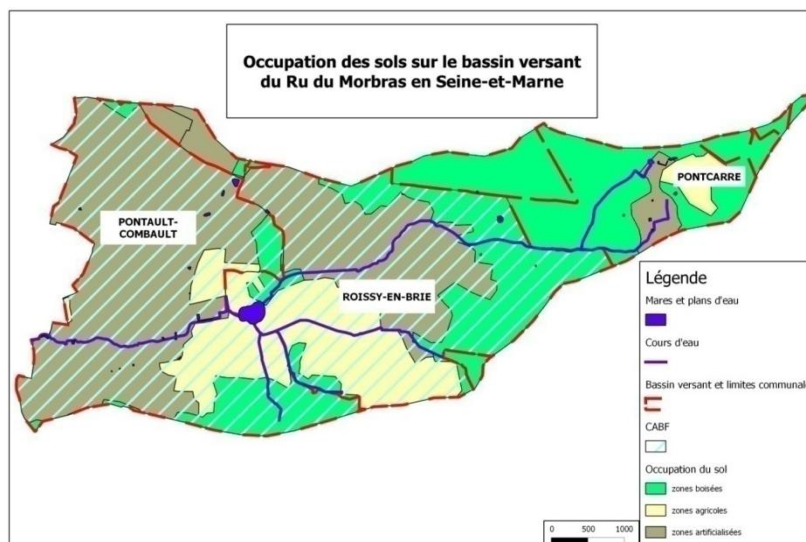 Occupation des sols sur le bassin versant
du Ru du Morbras en Seine-et-Marne
PONTCARRE
PONTAULT-
COMBAULT
ROISSY-EN-BRIE
Légende
Mares et plans d'eau
Cours d'eau
Bassin versant et limites communale
CABF
Occupation du sol
zones boisées
zones agricoles
zones artificialisées
0 500 1000